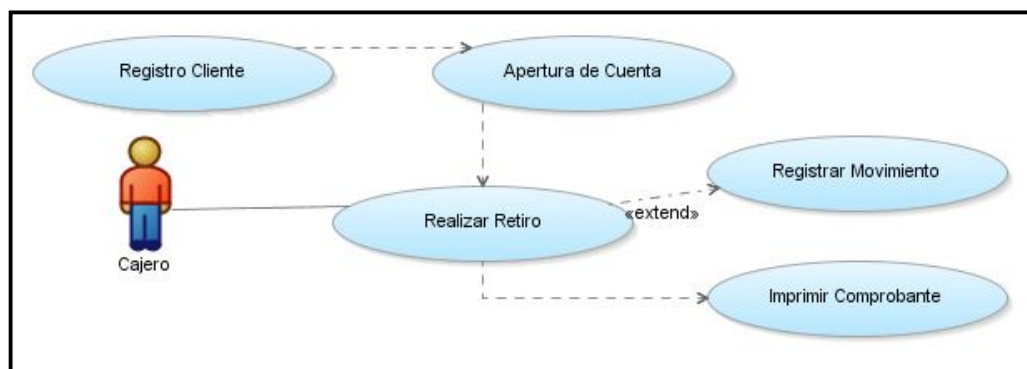 Registro Cliente
Apertura de Cuenta
Registrar Movimiento
«extend»
Realizar Retiro
Cajero
Imprimir Comprobante